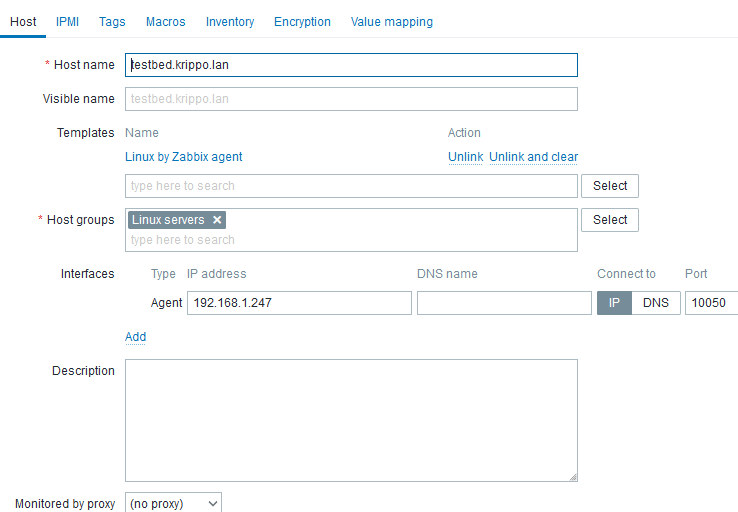 Host IPMI Tags Macros Inventory Encryption Value mapping
* Host name testbed.krippo.lan
Visible name testbed.krippo.lan
Templates Name Action
Linux by Zabbix agent Unlink Unlink and clear
type here to search Select
* Host groups Linux servers × Select
type here to search
Interfaces Type IP address DNS name Connect to Port
Agent 192.168.1.247 IP DNS 10050
Add
Description
Monitored by proxy (no proxy)